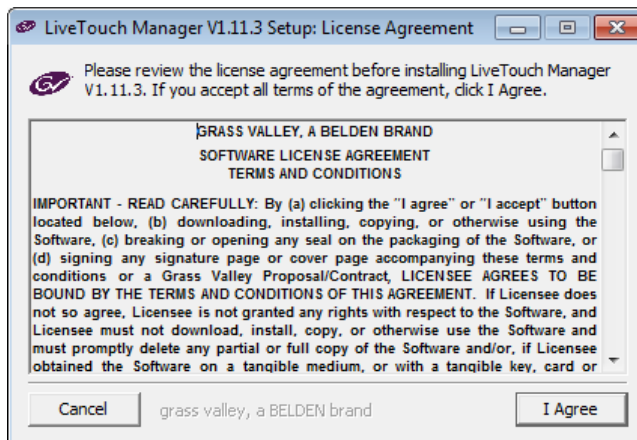 LiveTouch Manager V1.11.3 Setup: License Agreement
Please review the license agreement before installing LiveTouch Manager
V1.11.3. If you accept all terms of the agreement, click I Agree.
GRASS VALLEY, A BELDEN BRAND
SOFTWARE LICENSE AGREEMENT
TERMS AND CONDITIONS
IMPORTANT - READ CAREFULLY: By (a) clicking the "I agree" or "I accept" button
located below, (b) downloading, installing, copying, or otherwise using the
Software, (c) breaking or opening any seal on the packaging of the Software, or
(d) signing any signature page or cover page accompanying these terms and
conditions or a Grass Valley Proposal/Contract, LICENSEE AGREES TO BE
BOUND BY THE TERMS AND CONDITIONS OF THIS AGREEMENT. If Licensee does
not so agree, Licensee is not granted any rights with respect to the Software, and
Licensee must not download, install, copy, or otherwise use the Software and
must promptly delete any partial or full copy of the Software and/or, if Licensee
obtained the Software on a tangible medium, or with a tangible key, card or
Cancel
grass valley, a BELDEN brand
I Agree